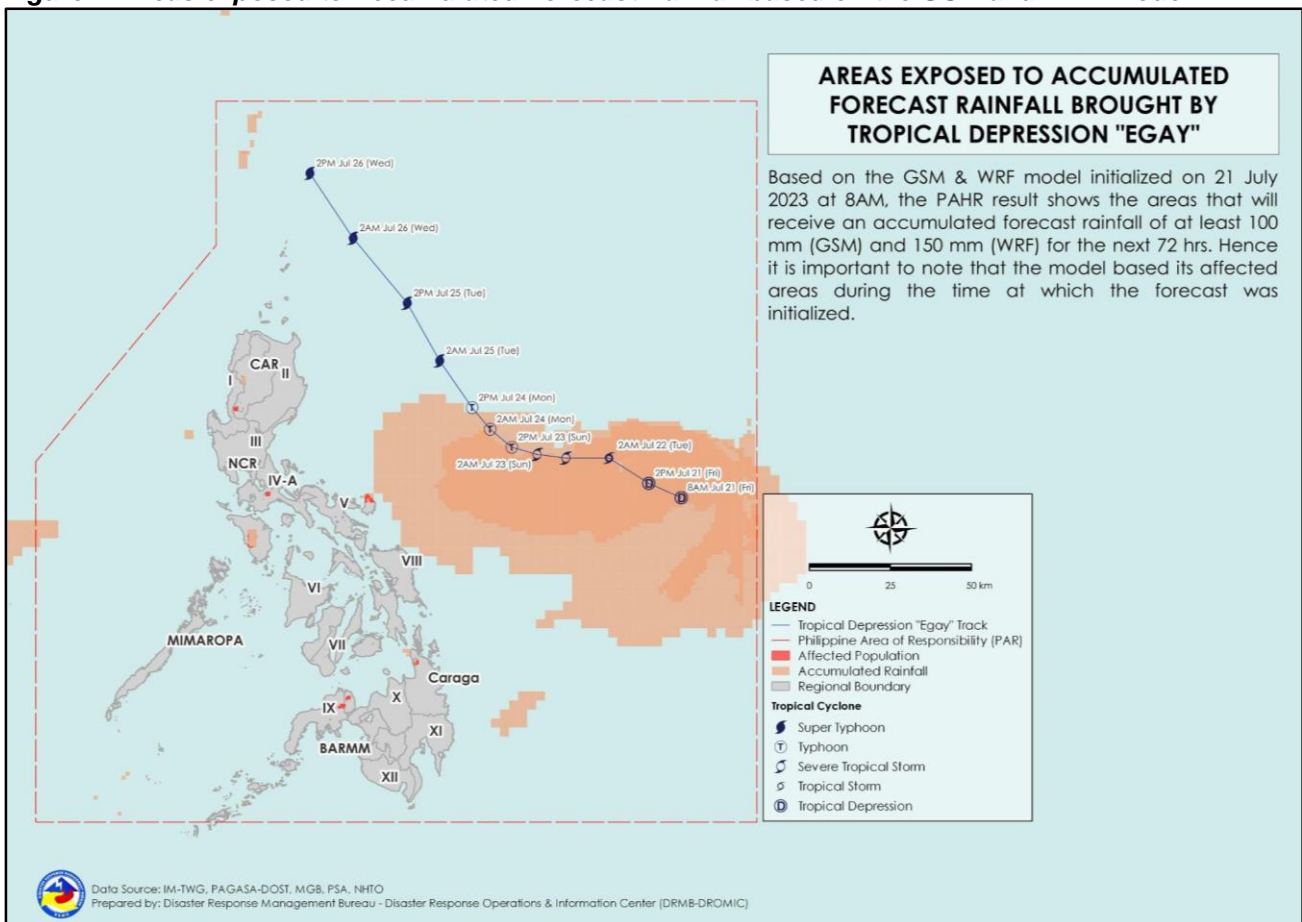 AREAS EXPOSED TO ACCUMULATED
FORECAST RAINFALL BROUGHT BY
TROPICAL DEPRESSION "EGAY"
Based on the GSM & WRF model initialized on 21 July
2023 at 8AM, the PAHR result shows the areas that will
receive an accumulated forecast rainfall of at least 100
mm (GSM) and 150 mm (WRF) for the next 72 hrs. Hence
it is important to note that the model based its affected
areas during the time at which the forecast was
initialized.
2PM Jul 26 (Wed)
2AM Jul 26 (Wed)
2PM Jul 25 (Tue)
2AM Jul 25 (Tue)
2PM Jul 24 (Mon)
2AM Jul 24 (Mon)
2PM Jul 23 (Sun)
2AM Jul 23 (Sun)
2AM Jul 22 (Tue)
2PM Jul 21 (Fri)
8AM Jul 21 (Fri)
CAR
I
II
III
NCR
IV-A
V
VIII
VI
MIMAROPA
VII
Caraga
X
IX
XI
BARMM
XII
0 25 50 km
LEGEND
Tropical Depression "Egay" Track
Philippine Area of Responsibility (PAR)
Affected Population
Accumulated Rainfall
Regional Boundary
Tropical Cyclone
Super Typhoon
T Typhoon
Severe Tropical Storm
Tropical Storm
D Tropical Depression
Data Source: IM-TWG, PAGASA-DOST, MGB, PSA, NHTO
Prepared by: Disaster Response Management Bureau - Disaster Response Operations & Information Center (DRMB-DROMIC)